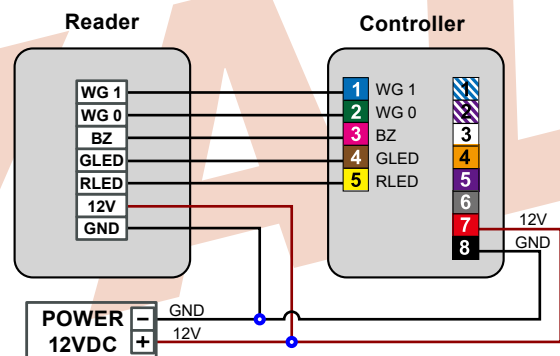 Reader
Controller
WG 1
WG 0
BZ
GLED
RLED
12V
GND
1 WG 1
2 WG 0
3 BZ
4 GLED
5 RLED
1
2
3
4
5
6
7
8
12V
GND
POWER −
12VDC +
GND
12V